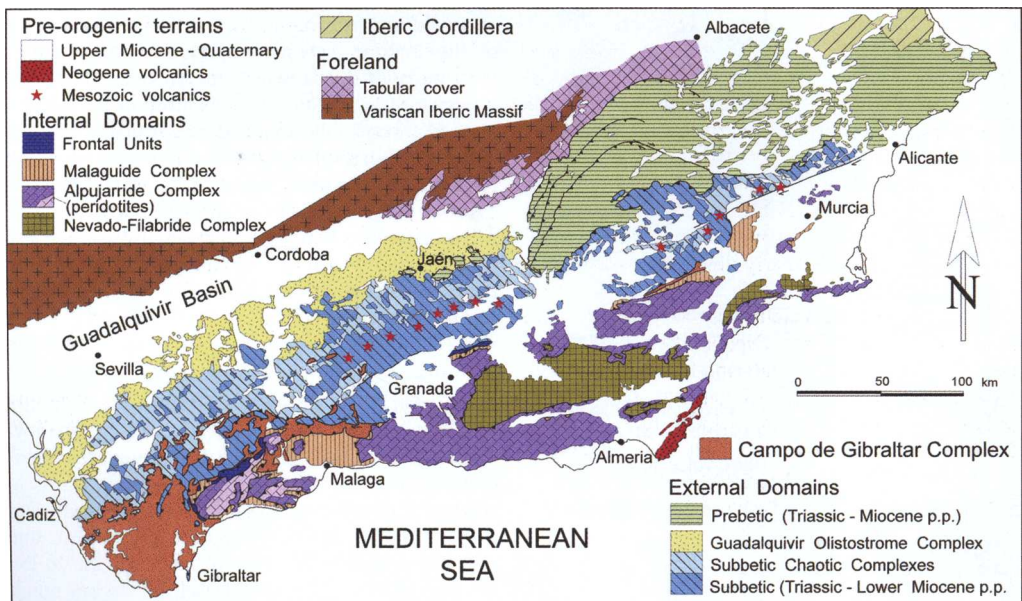 Pre-orogenic terrains
Upper Miocene - Quaternary
Neogene volcanics
Mesozoic volcanics
Internal Domains
Frontal Units
Malaguide Complex
Alpujarride Complex
(peridotites)
Nevado-Filabride Complex
Iberic Cordillera
Foreland
Tabular cover
Variscan Iberic Massif
Albacete
Alicante
Murcia
Cordoba
Jaén
Guadalquivir Basin
Sevilla
Granada
N
0 50 100 km
Almeria
Malaga
Cadiz
Gibraltar
MEDITERRANEAN
SEA
Campo de Gibraltar Complex
External Domains
Prebetic (Triassic - Miocene p.p.)
Guadalquivir Olistostrome Complex
Subbetic Chaotic Complexes
Subbetic (Triassic - Lower Miocene p.p.